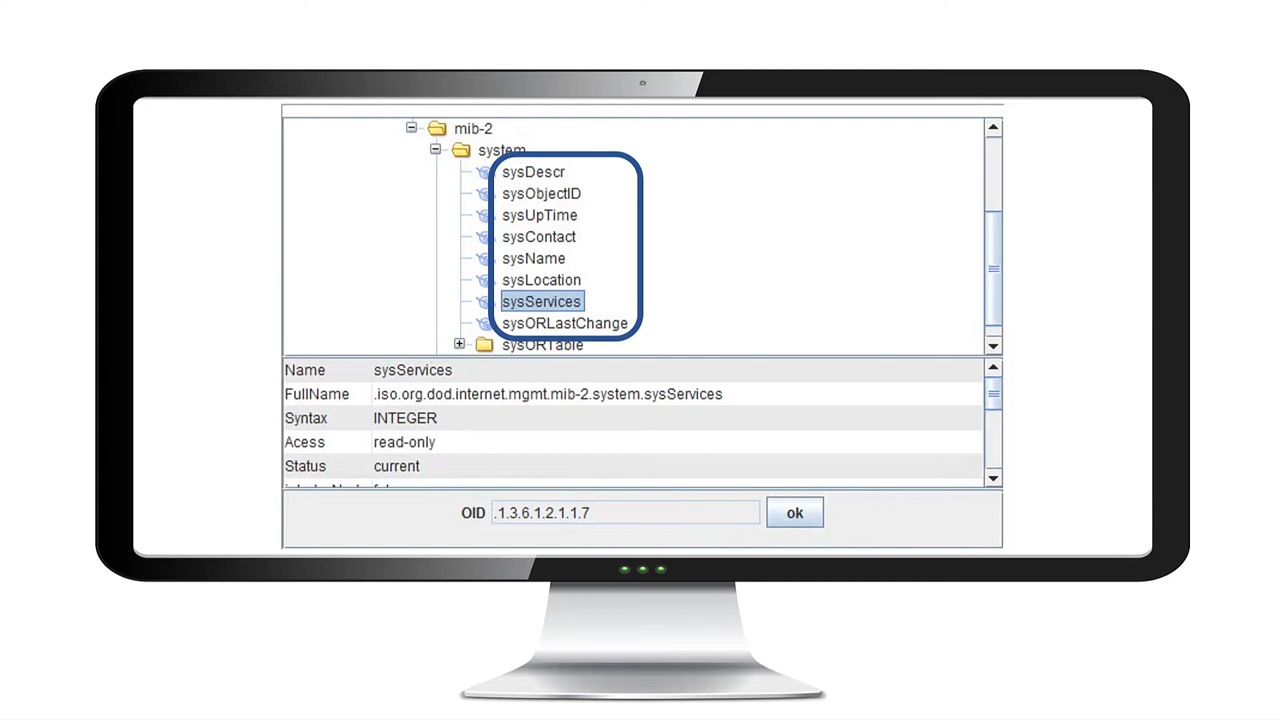 mib-2
system
sysDescr
sysObjectID
sysUpTime
sysContact
sysName
sysLocation
sysServices
sysORLastChange
sysORTable
Name sysServices
FullName .iso.org.dod.internet.mgmt.mib-2.system.sysServices
Syntax INTEGER
Acess read-only
Status current
OID .1.3.6.1.2.1.1.7 ok